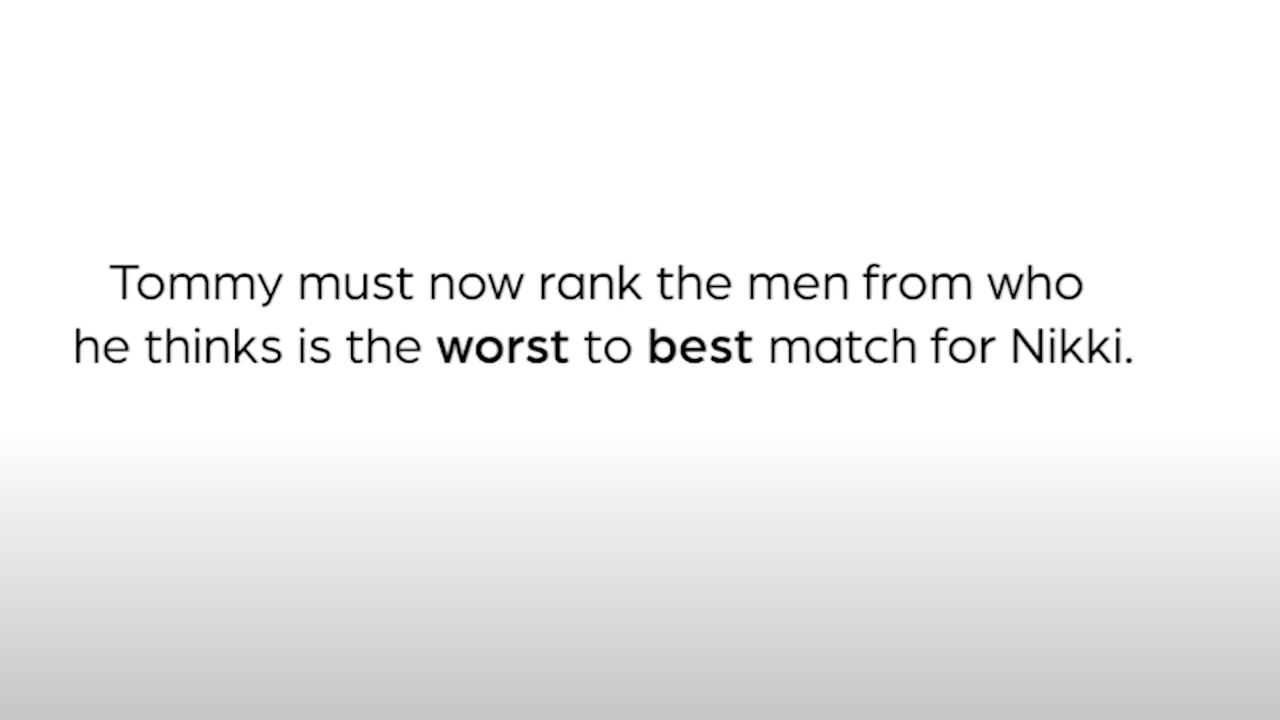 Tommy must now rank the men from who
he thinks is the worst to best match for Nikki.